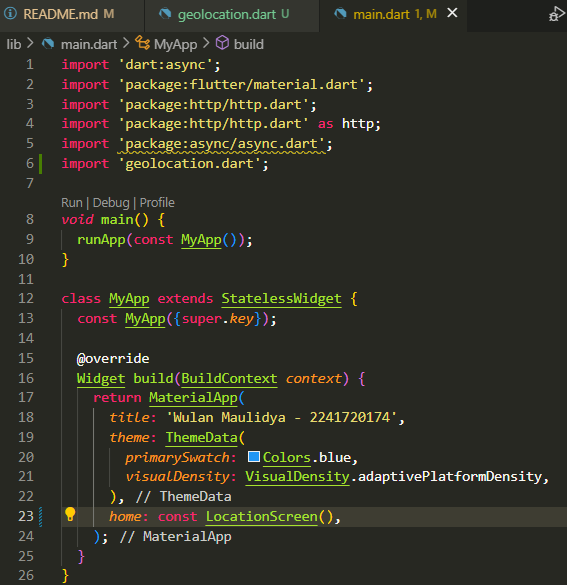 README.md M geolocation.dart U main.dart 1, M
lib > main.dart > MyApp > build
1 import 'dart:async';
2 import 'package:flutter/material.dart';
3 import 'package:http/http.dart';
4 import 'package:http/http.dart' as http;
5 import 'package:async/async.dart';
6 import 'geolocation.dart';
7
Run | Debug | Profile
8 void main() {
9   runApp(const MyApp());
10 }
11
12 class MyApp extends StatelessWidget {
13   const MyApp({super.key});
14
15   @override
16   Widget build(BuildContext context) {
17     return MaterialApp(
18       title: 'Wulan Maulidya - 2241720174',
19       theme: ThemeData(
20         primarySwatch: Colors.blue,
21         visualDensity: VisualDensity.adaptivePlatformDensity,
22       ), // ThemeData
23       home: const LocationScreen(),
24     ); // MaterialApp
25   }
26 }